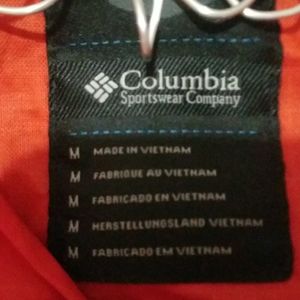 Columbia
Sportswear Company
M MADE IN VIETNAM
M FABRIQUE AU VIETNAM
M FABRICADO EN VIETNAM
M HERSTELLUNGSLAND VIETNAM
M FABRICADO EM VIETNAM